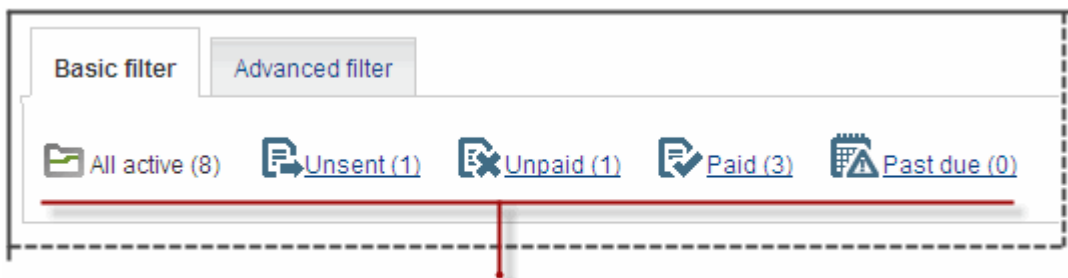 Basic filter Advanced filter
All active (8) Unsent (1) Unpaid (1) Paid (3) Past due (0)